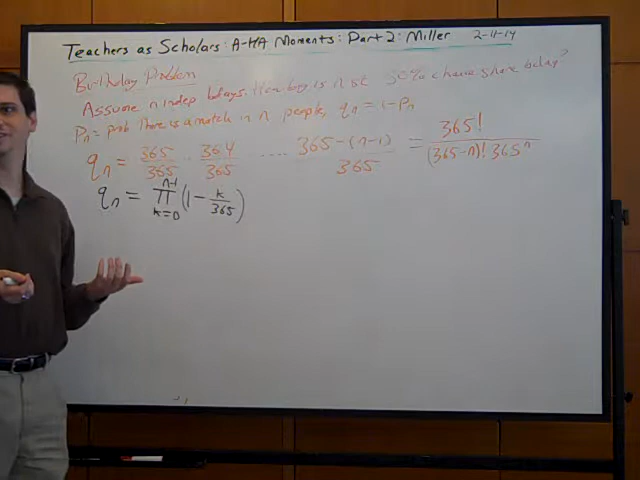 Teachers as Scholars: A-HA Moments: Part 2: Miller 2-11-14
Birthday Problem
Assume n indep bdays. How big is n st 50% chance share bday?
Pn = prob there is a match in n people, qn = 1 - Pn
qn = 365/365 · 364/365 ···· 365-(n-1)/365 = 365!/(365-n)! 365^n
qn = ∏_{k=0}^{n-1} (1 - k/365)